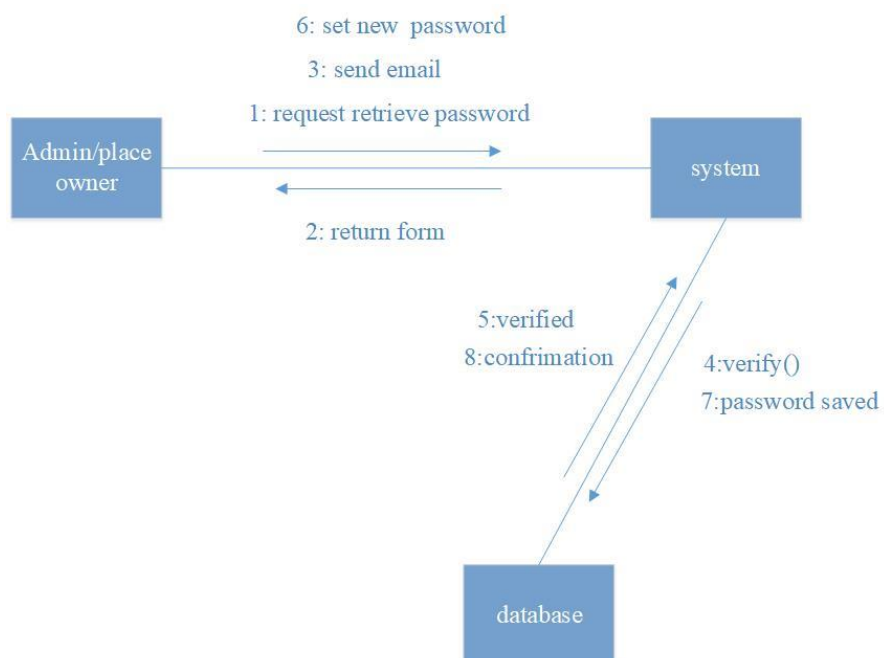 6: set new password
3: send email
1: request retrieve password
Admin/place
owner
system
2: return form
5:verified
8:confrimation
4:verify()
7:password saved
database